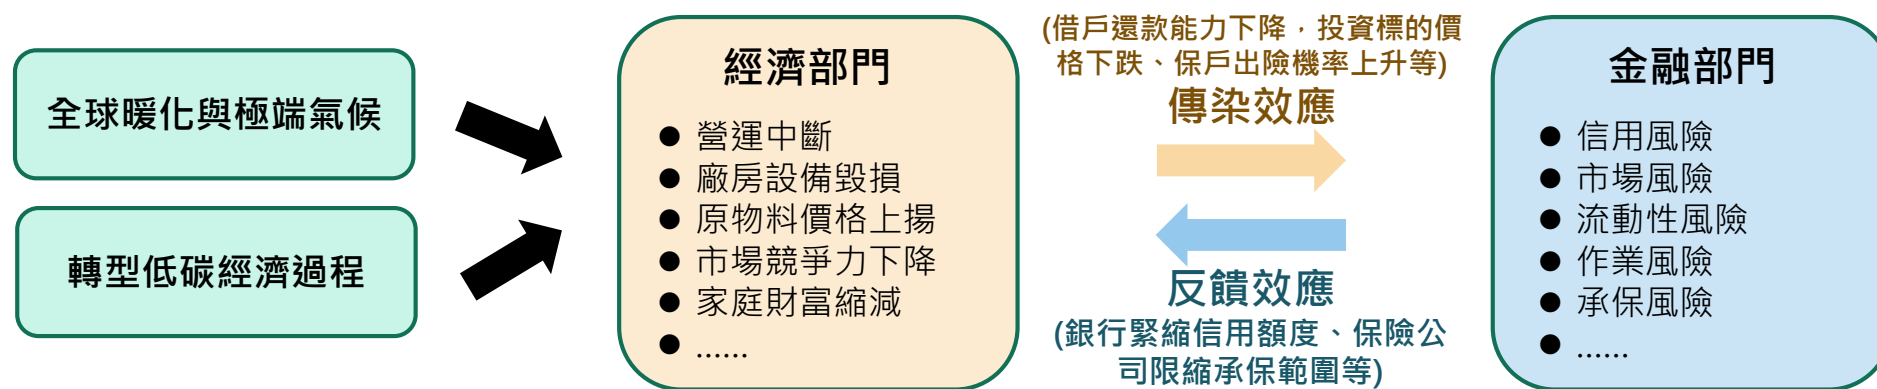 全球暖化與極端氣候
轉型低碳經濟過程
經濟部門
● 營運中斷
● 廠房設備毀損
● 原物料價格上揚
● 市場競爭力下降
● 家庭財富縮減
● ......
(借戶還款能力下降，投資標的價
格下跌、保戶出險機率上升等)
傳染效應
反饋效應
(銀行緊縮信用額度、保險公
司限縮承保範圍等)
金融部門
● 信用風險
● 市場風險
● 流動性風險
● 作業風險
● 承保風險
● ......